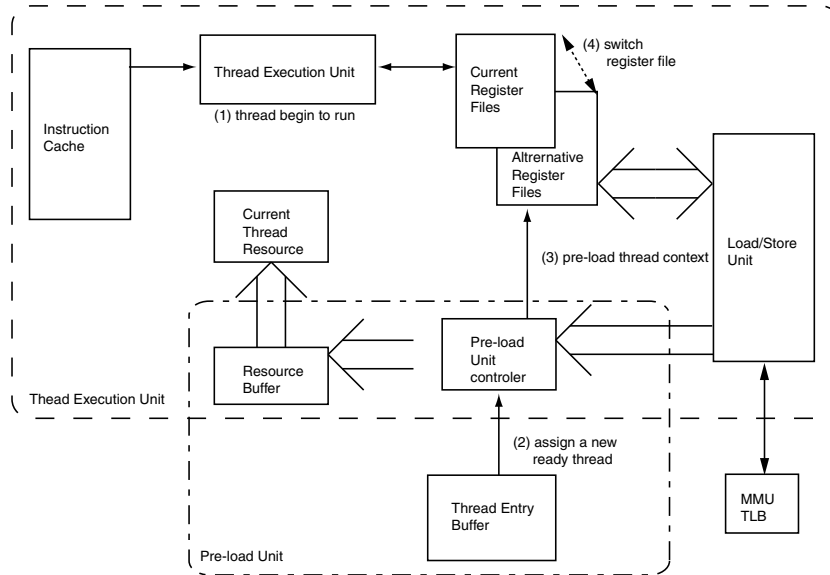 (4) switch
register file
Thread Execution Unit
Current
Register
Files
(1) thread begin to run
Instruction
Cache
Altrernative
Register
Files
Current
Thread
Resource
Load/Store
Unit
(3) pre-load thread context
Pre-load
Unit
controler
Resource
Buffer
Thead Execution Unit
(2) assign a new
ready thread
Thread Entry
Buffer
MMU
TLB
Pre-load Unit